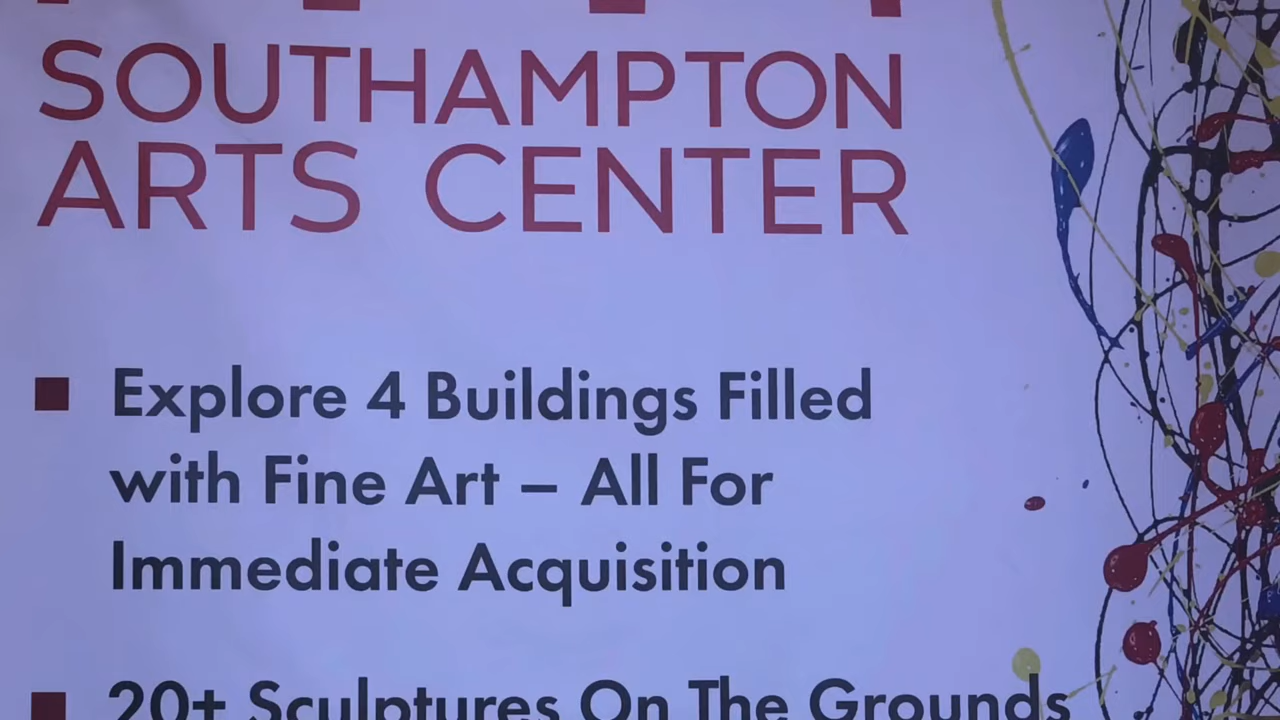 SOUTHAMPTON
ARTS CENTER
Explore 4 Buildings Filled
with Fine Art – All For
Immediate Acquisition
20+ Sculptures On The Grounds